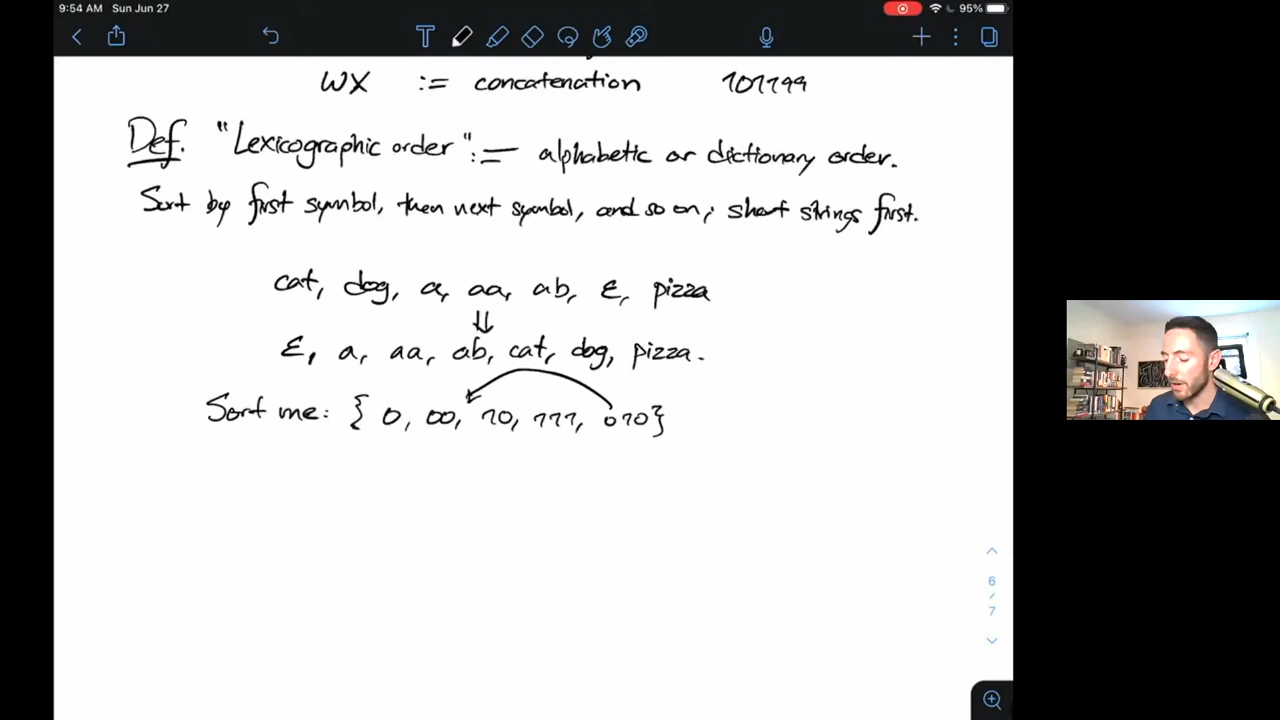 9:54 AM Sun Jun 27
95%
wx := concatenation 101199
Def. "Lexicographic order" := alphabetic or dictionary order.
Sort by first symbol, then next symbol, and so on; short strings first.
cat, dog, a, aa, ab, ε, pizza
⇓
ε, a, aa, ab, cat, dog, pizza.
Sort me: { 0, 00, 10, 111, 010}
6
/
7